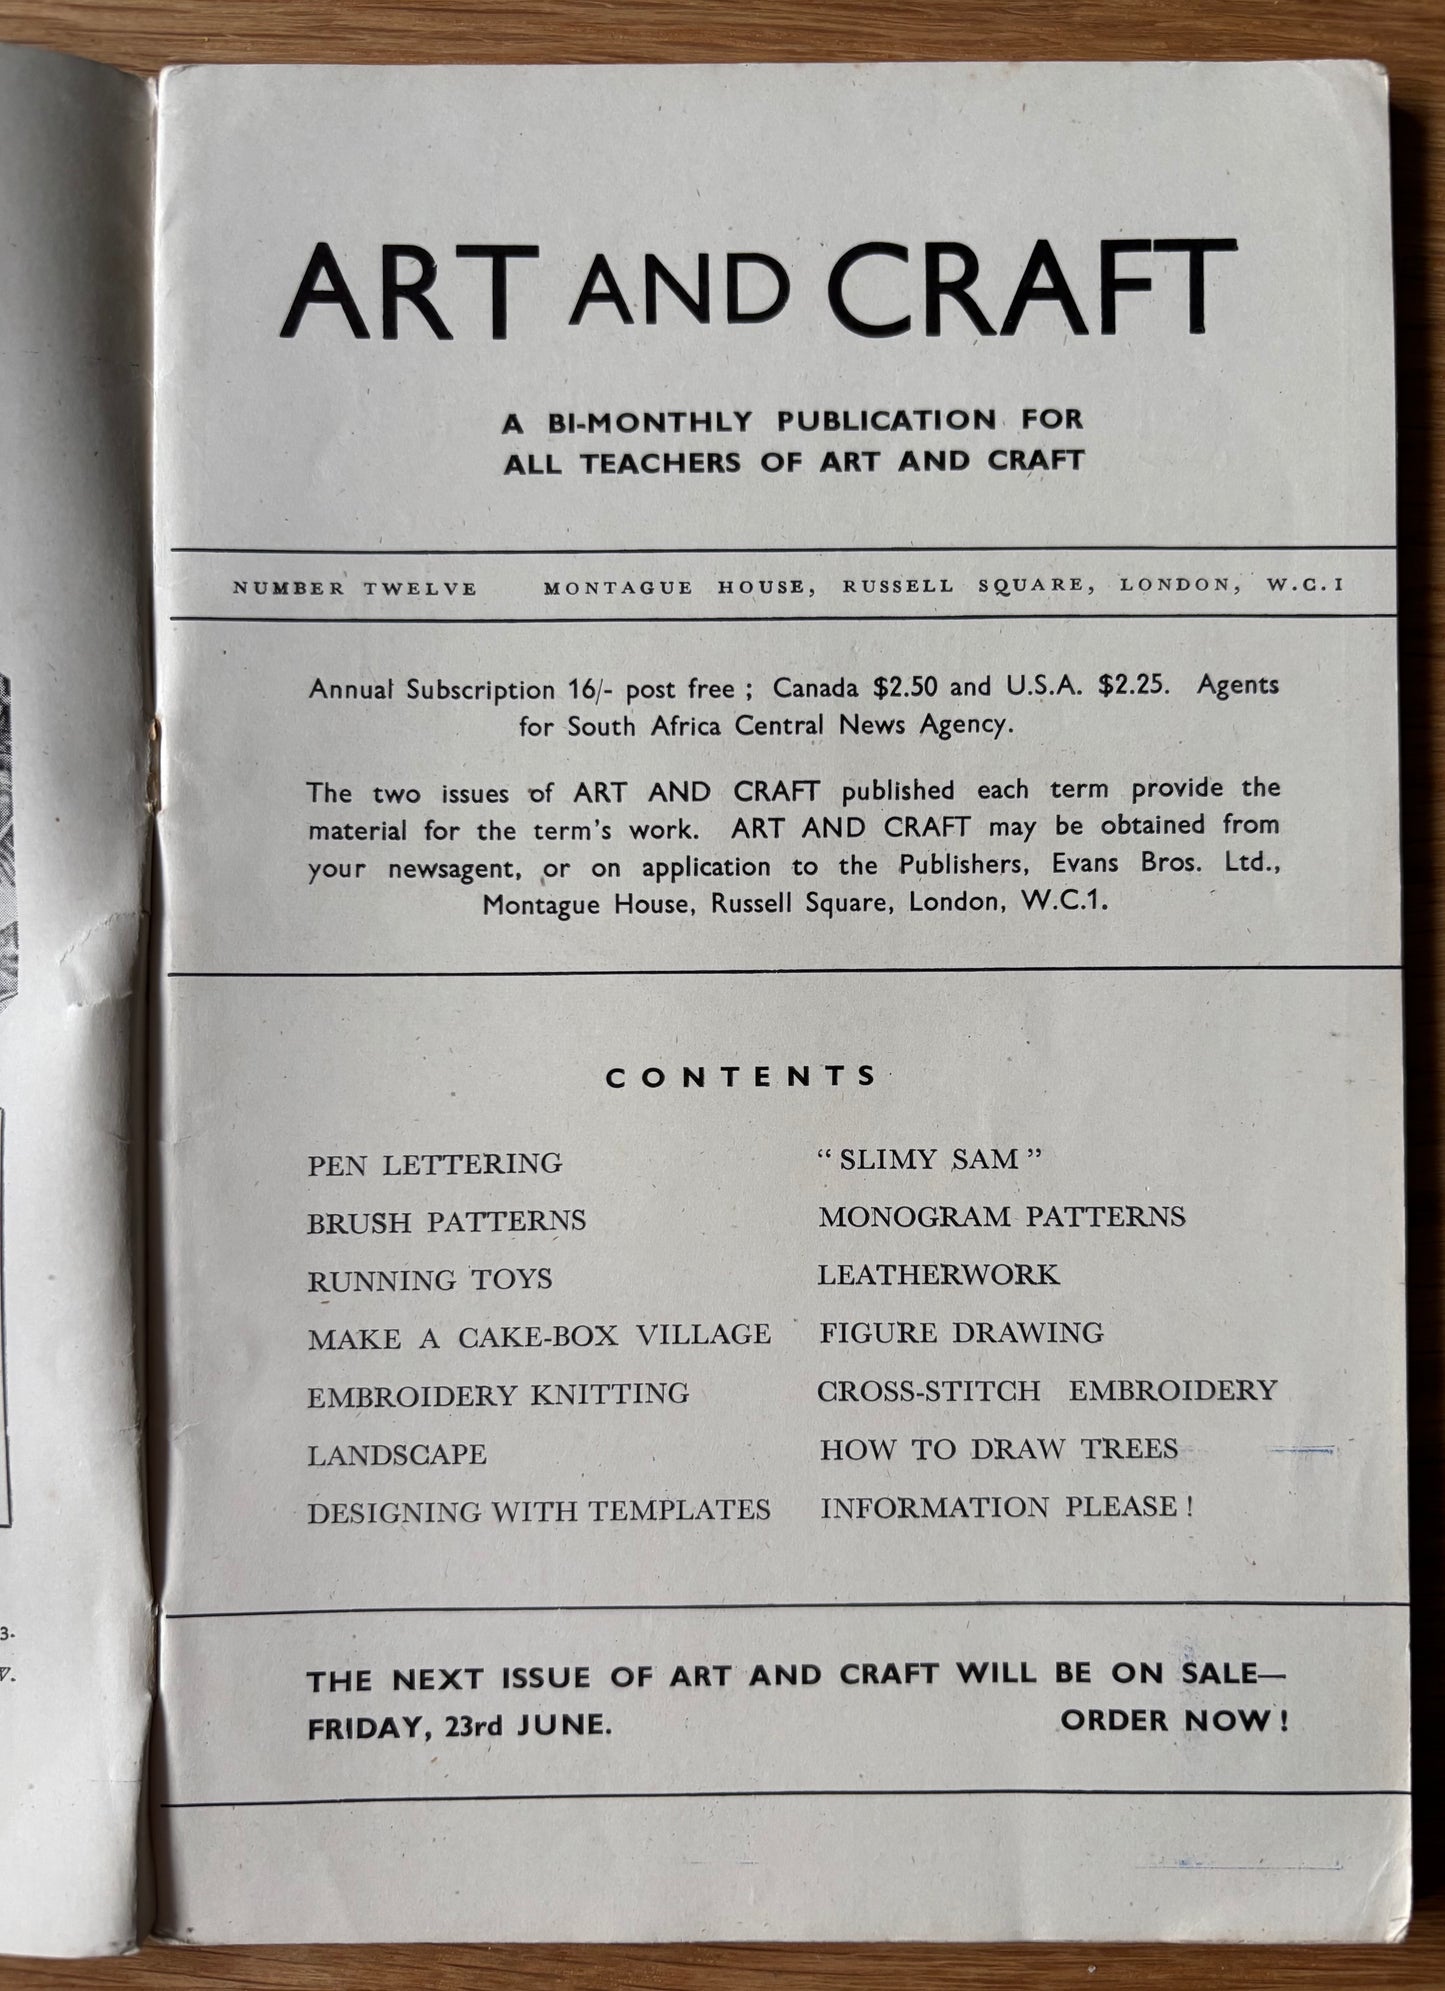 ART AND CRAFT
A BI-MONTHLY PUBLICATION FOR
ALL TEACHERS OF ART AND CRAFT
NUMBER TWELVE MONTAGUE HOUSE, RUSSELL SQUARE, LONDON, W.C.1
Annual Subscription 16/- post free ; Canada $2.50 and U.S.A. $2.25. Agents
for South Africa Central News Agency.
The two issues of ART AND CRAFT published each term provide the
material for the term's work. ART AND CRAFT may be obtained from
your newsagent, or on application to the Publishers, Evans Bros. Ltd.,
Montague House, Russell Square, London, W.C.1.
CONTENTS
PEN LETTERING
BRUSH PATTERNS
RUNNING TOYS
MAKE A CAKE-BOX VILLAGE
EMBROIDERY KNITTING
LANDSCAPE
DESIGNING WITH TEMPLATES
“ SLIMY SAM ”
MONOGRAM PATTERNS
LEATHERWORK
FIGURE DRAWING
CROSS-STITCH EMBROIDERY
HOW TO DRAW TREES
INFORMATION PLEASE !
THE NEXT ISSUE OF ART AND CRAFT WILL BE ON SALE—
FRIDAY, 23rd JUNE. ORDER NOW !